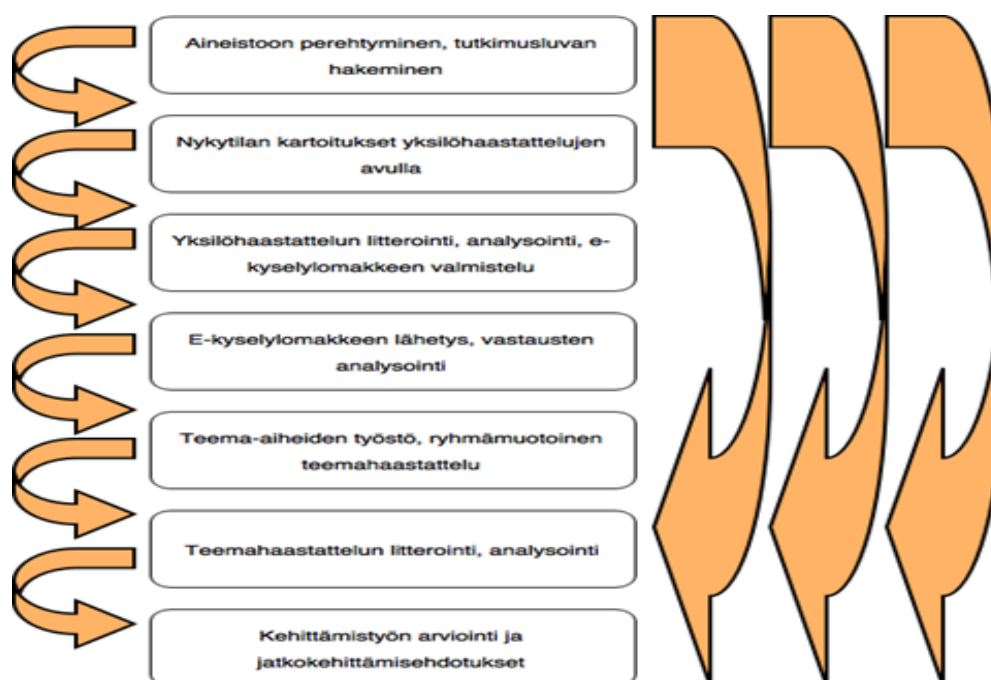 Aineistoon perehtyminen, tutkimusluvan
hakeminen
Nykytilan kartoitukset yksilöhaastattelujen
avulla
Yksilöhaastattelun litterointi, analysointi, e-
kyselylomakkeen valmistelu
E-kyselylomakkeen lähetys, vastausten
analysointi
Teema-aiheiden työstö, ryhmämuotoinen
teemahaastattelu
Teemahaastattelun litterointi, analysointi
Kehittämistyön arviointi ja
jatkokehittämisehdotukset